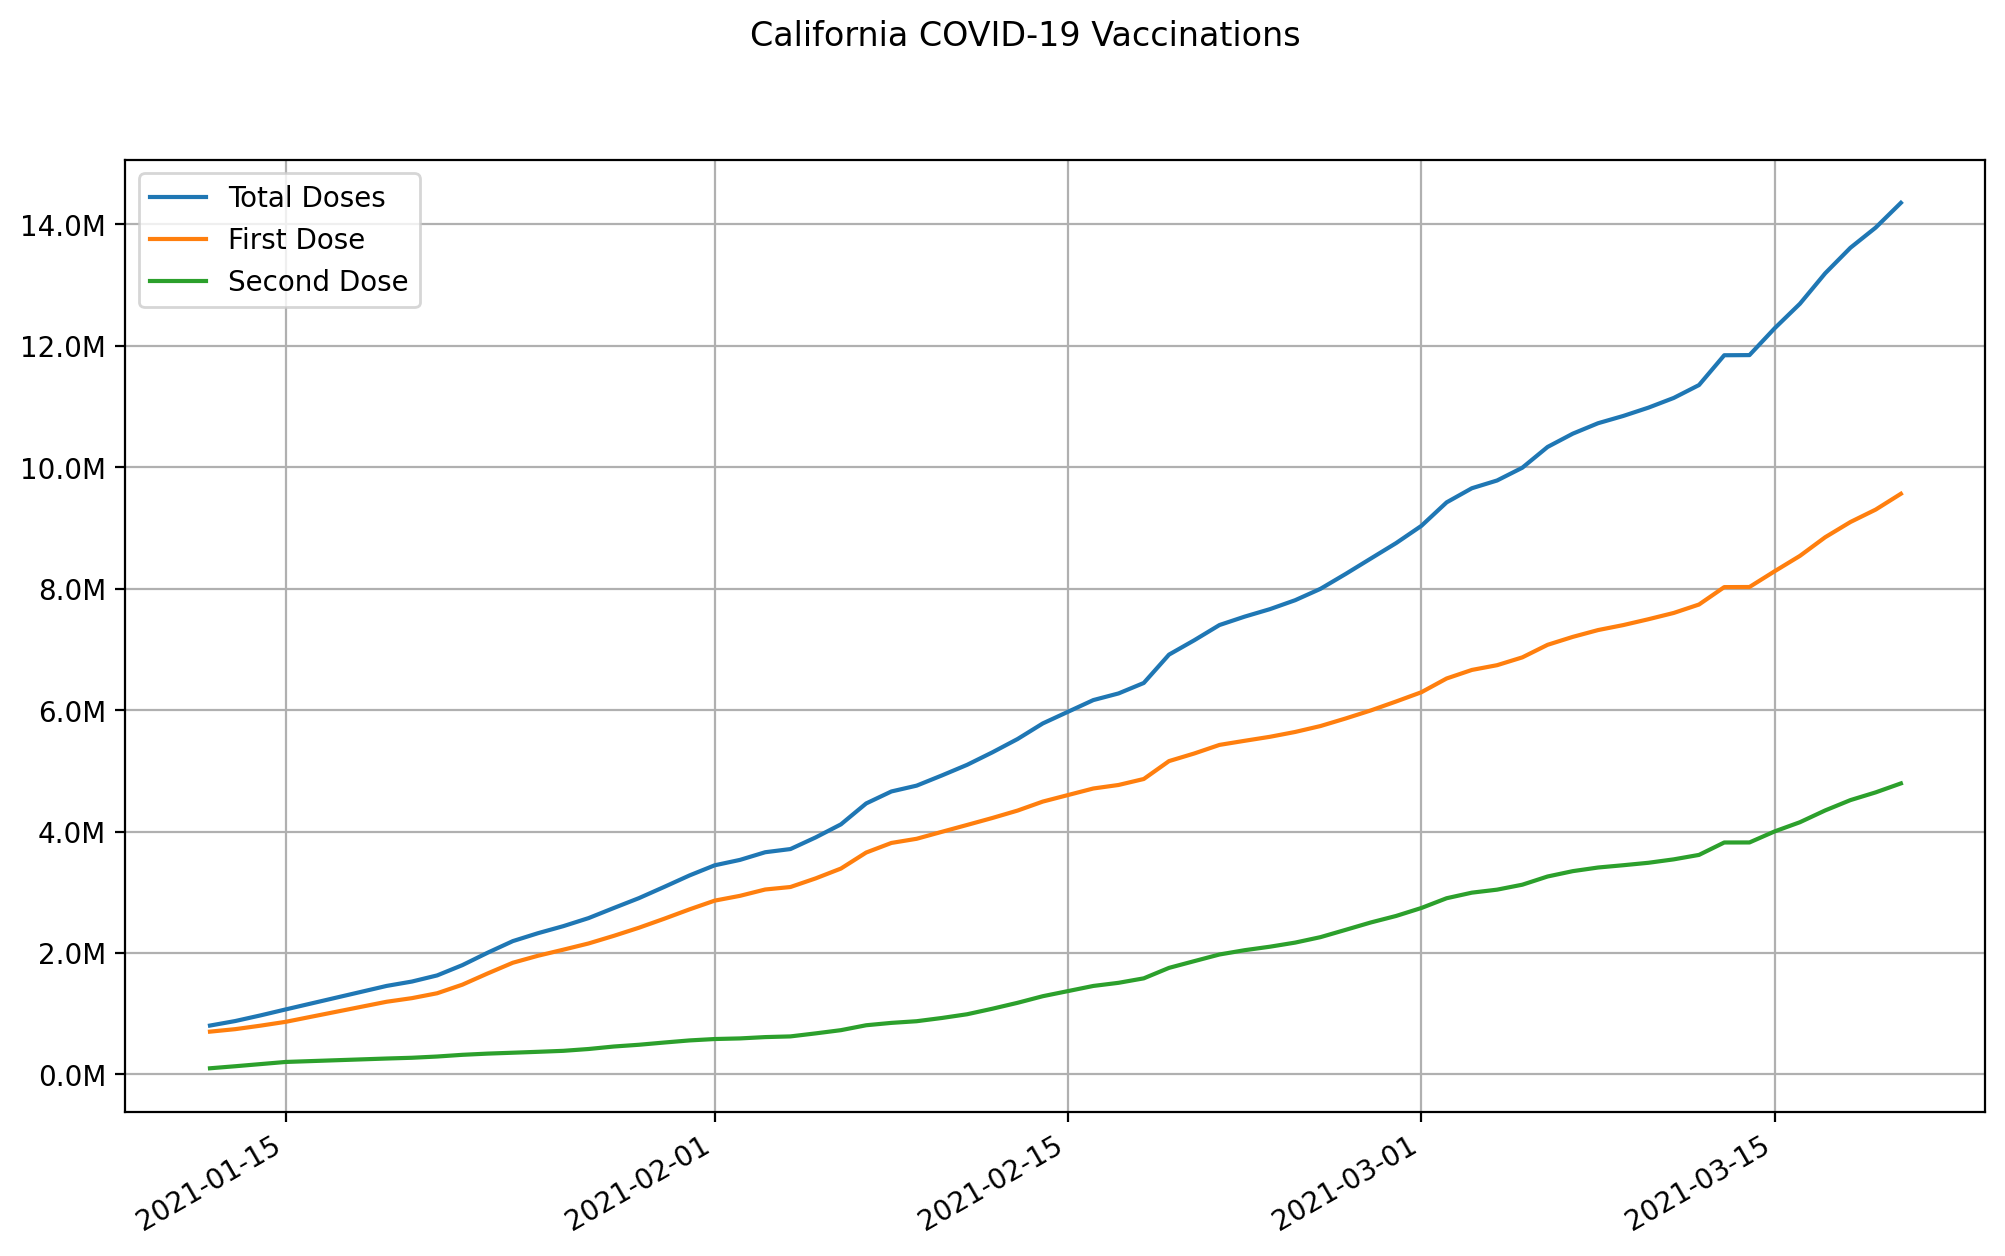 California COVID-19 Vaccinations
Total Doses
First Dose
Second Dose
14.0M
12.0M
10.0M
8.0M
6.0M
4.0M
2.0M
0.0M
2021-01-15
2021-02-01
2021-02-15
2021-03-01
2021-03-15